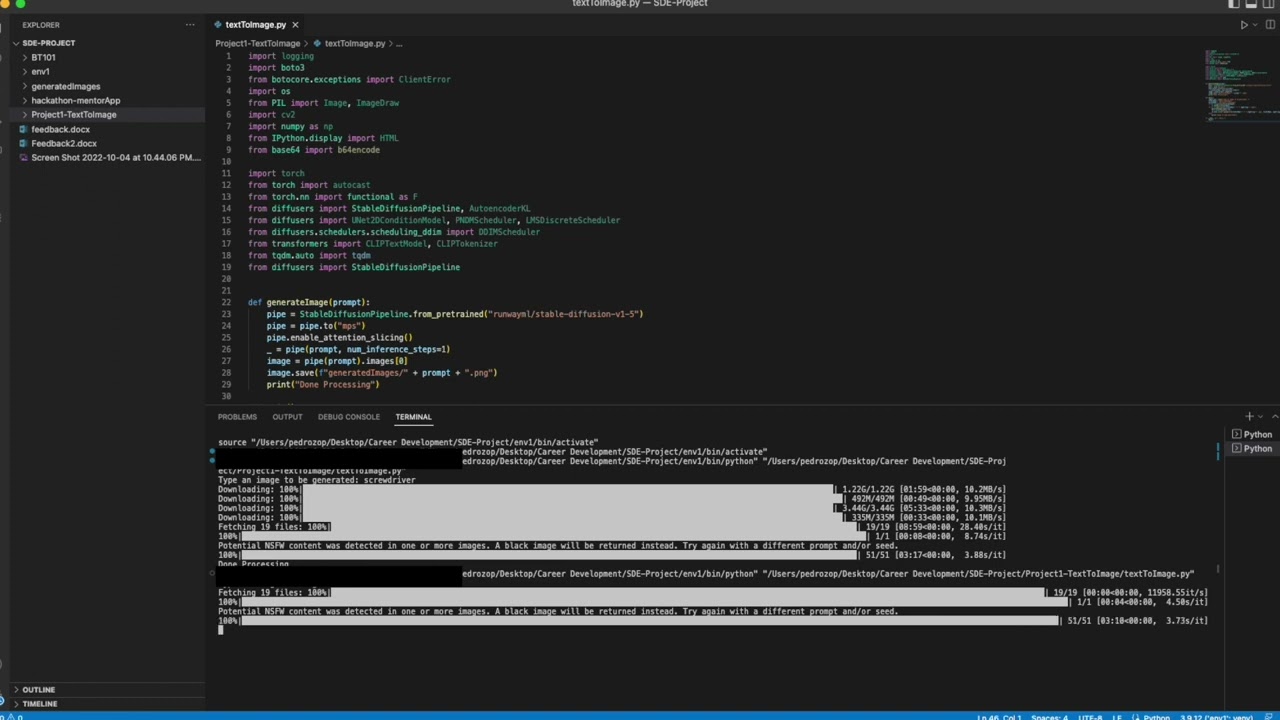 textToImage.py — SDE-Project
EXPLORER
SDE-PROJECT
BT101
env1
generatedImages
hackathon-mentorApp
Project1-TextToImage
feedback.docx
Feedback2.docx
Screen Shot 2022-10-04 at 10.44.06 PM....
OUTLINE
TIMELINE
textToImage.py
Project1-TextToImage > textToImage.py > ...
1 import logging
2 import boto3
3 from botocore.exceptions import ClientError
4 import os
5 from PIL import Image, ImageDraw
6 import cv2
7 import numpy as np
8 from IPython.display import HTML
9 from base64 import b64encode
10
11 import torch
12 from torch import autocast
13 from torch.nn import functional as F
14 from diffusers import StableDiffusionPipeline, AutoencoderKL
15 from diffusers import UNet2DConditionModel, PNDMScheduler, LMSDiscreteScheduler
16 from diffusers.schedulers.scheduling_ddim import DDIMScheduler
17 from transformers import CLIPTextModel, CLIPTokenizer
18 from tqdm.auto import tqdm
19 from diffusers import StableDiffusionPipeline
20
21
22 def generateImage(prompt):
23 pipe = StableDiffusionPipeline.from_pretrained("runwayml/stable-diffusion-v1-5")
24 pipe = pipe.to("mps")
25 pipe.enable_attention_slicing()
26 _ = pipe(prompt, num_inference_steps=1)
27 image = pipe(prompt).images[0]
28 image.save(f"generatedImages/" + prompt + ".png")
29 print("Done Processing")
30
PROBLEMS OUTPUT DEBUG CONSOLE TERMINAL
Python
Python
source "/Users/pedrozop/Desktop/Career Development/SDE-Project/env1/bin/activate"
pedrozop/Desktop/Career Development/SDE-Project/env1/bin/activate"
pedrozop/Desktop/Career Development/SDE-Project/env1/bin/python" "/Users/pedrozop/Desktop/Career Development/SDE-Proj
ect/Project1-TextToImage/textToImage.py"
Type an image to be generated: screwdriver
Downloading: 100%| | 1.22G/1.22G [01:59<00:00, 10.2MB/s]
Downloading: 100%| | 492M/492M [00:49<00:00, 9.95MB/s]
Downloading: 100%| | 3.44G/3.44G [05:33<00:00, 10.3MB/s]
Downloading: 100%| | 335M/335M [00:33<00:00, 10.1MB/s]
Fetching 19 files: 100%| | 19/19 [08:59<00:00, 28.40s/it]
100%| | 1/1 [00:08<00:00, 8.74s/it]
Potential NSFW content was detected in one or more images. A black image will be returned instead. Try again with a different prompt and/or seed.
100%| | 51/51 [03:17<00:00, 3.88s/it]
Done Processing
pedrozop/Desktop/Career Development/SDE-Project/env1/bin/python" "/Users/pedrozop/Desktop/Career Development/SDE-Project/Project1-TextToImage/textToImage.py"
Fetching 19 files: 100%| | 19/19 [00:00<00:00, 11958.55it/s]
100%| | 1/1 [00:04<00:00, 4.50s/it]
Potential NSFW content was detected in one or more images. A black image will be returned instead. Try again with a different prompt and/or seed.
100%| | 51/51 [03:10<00:00, 3.73s/it]
0 0
Ln 46, Col 1 Spaces: 4 UTF-8 LF Python 3.9.12 ('env1': venv)